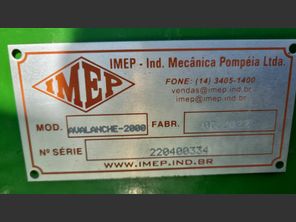 IMEP
IMEP - Ind. Mecânica Pompéia Ltda.
FONE: (14) 3405-1400
vendas@imep.ind.br
imep@imep.ind.br
MOD. AVALANCHE-2000 FABR.
Nº SÉRIE 220400334
WWW.IMEP.IND.BR